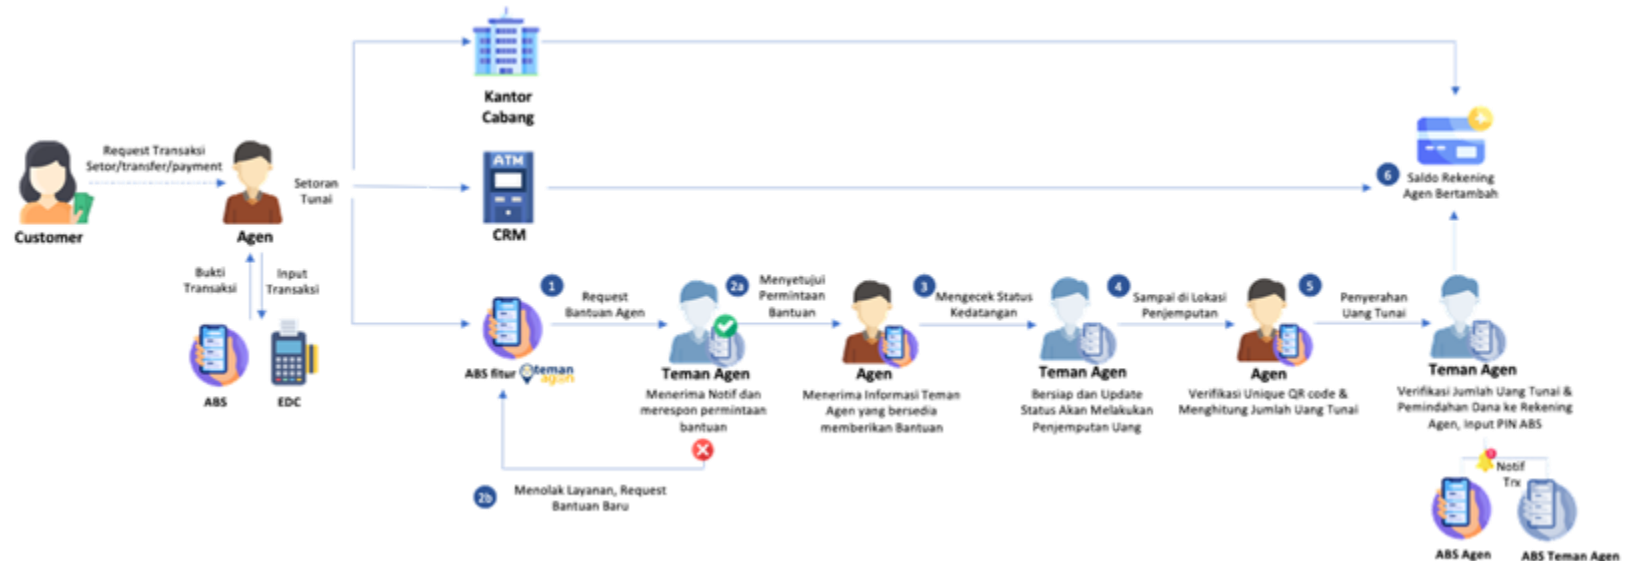 Kantor
Cabang
Request Transaksi
Setor/transfer/payment
Setoran
Tunai
Customer
Agen
Bukti
Transaksi
Input
Transaksi
ABS
EDC
ATM
CRM
6
Saldo Rekening
Agen Bertambah
1
Request
Bantuan Agen
ABS fitur teman
agen
2a
Menyetujui
Permintaan
Bantuan
Teman Agen
Menerima Notif dan
merespon permintaan
bantuan
3
Mengecek Status
Kedatangan
Agen
Menerima Informasi Teman
Agen yang bersedia
memberikan Bantuan
4
Sampai di Lokasi
Penjemputan
Teman Agen
Bersiap dan Update
Status Akan Melakukan
Penjemputan Uang
5
Penyerahan
Uang Tunai
Agen
Verifikasi Unique QR code &
Menghitung Jumlah Uang Tunai
Teman Agen
Verifikasi Jumlah Uang Tunai &
Pemindahan Dana ke Rekening
Agen, Input PIN ABS
2b
Menolak Layanan, Request
Bantuan Baru
Notif
Trx
ABS Agen
ABS Teman Agen